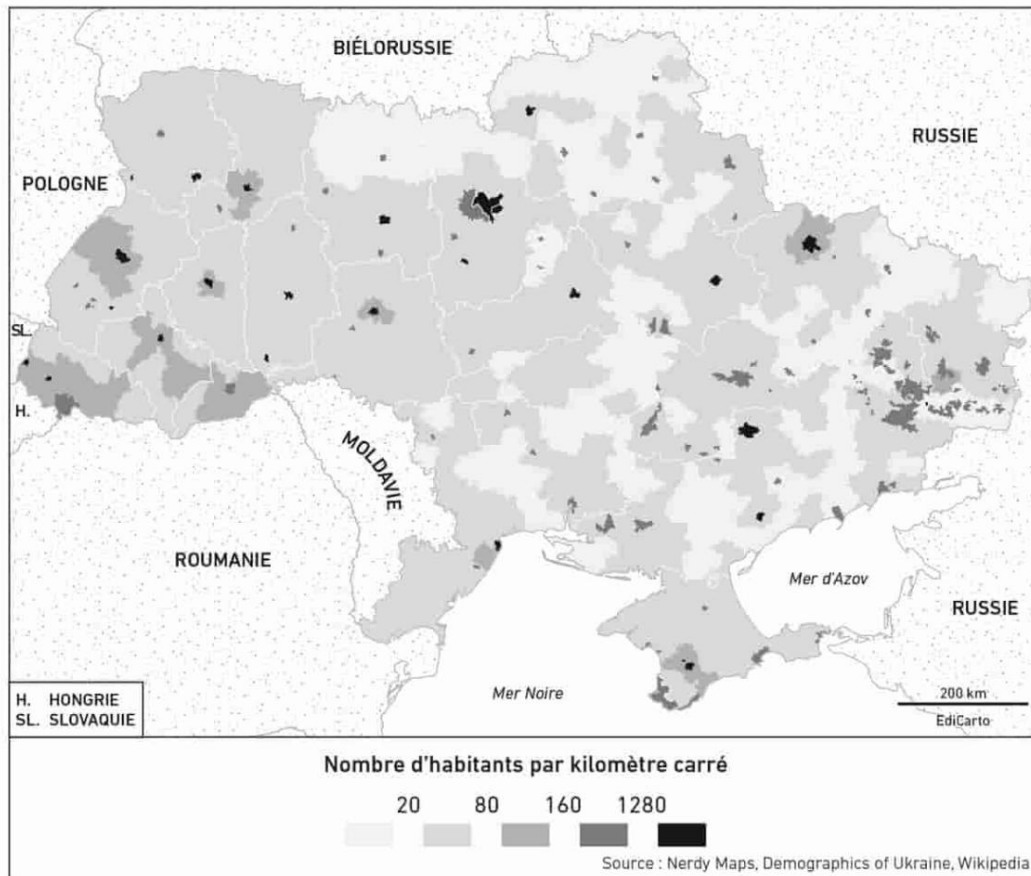 BIÉLORUSSIE
RUSSIE
POLOGNE
SL.
H.
MOLDAVIE
ROUMANIE
Mer d'Azov
RUSSIE
Mer Noire
H. HONGRIE
SL. SLOVAQUIE
200 km
EdiCarto
Nombre d'habitants par kilomètre carré
20 80 160 1280
Source : Nerdy Maps, Demographics of Ukraine, Wikipedia